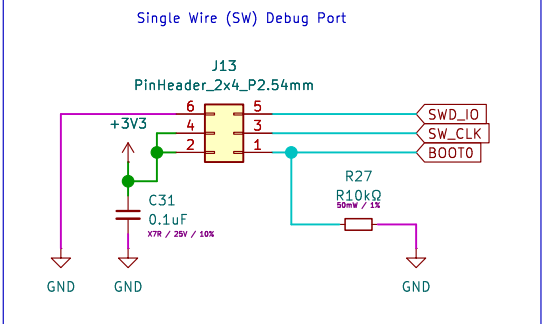 Single Wire (SW) Debug Port
J13
PinHeader_2x4_P2.54mm
6 5
SWD_IO
+3V3
4 3
SW_CLK
2 1
BOOT0
C31
0.1uF
X7R / 25V / 10%
R27
R10kΩ
50mW / 1%
GND GND GND